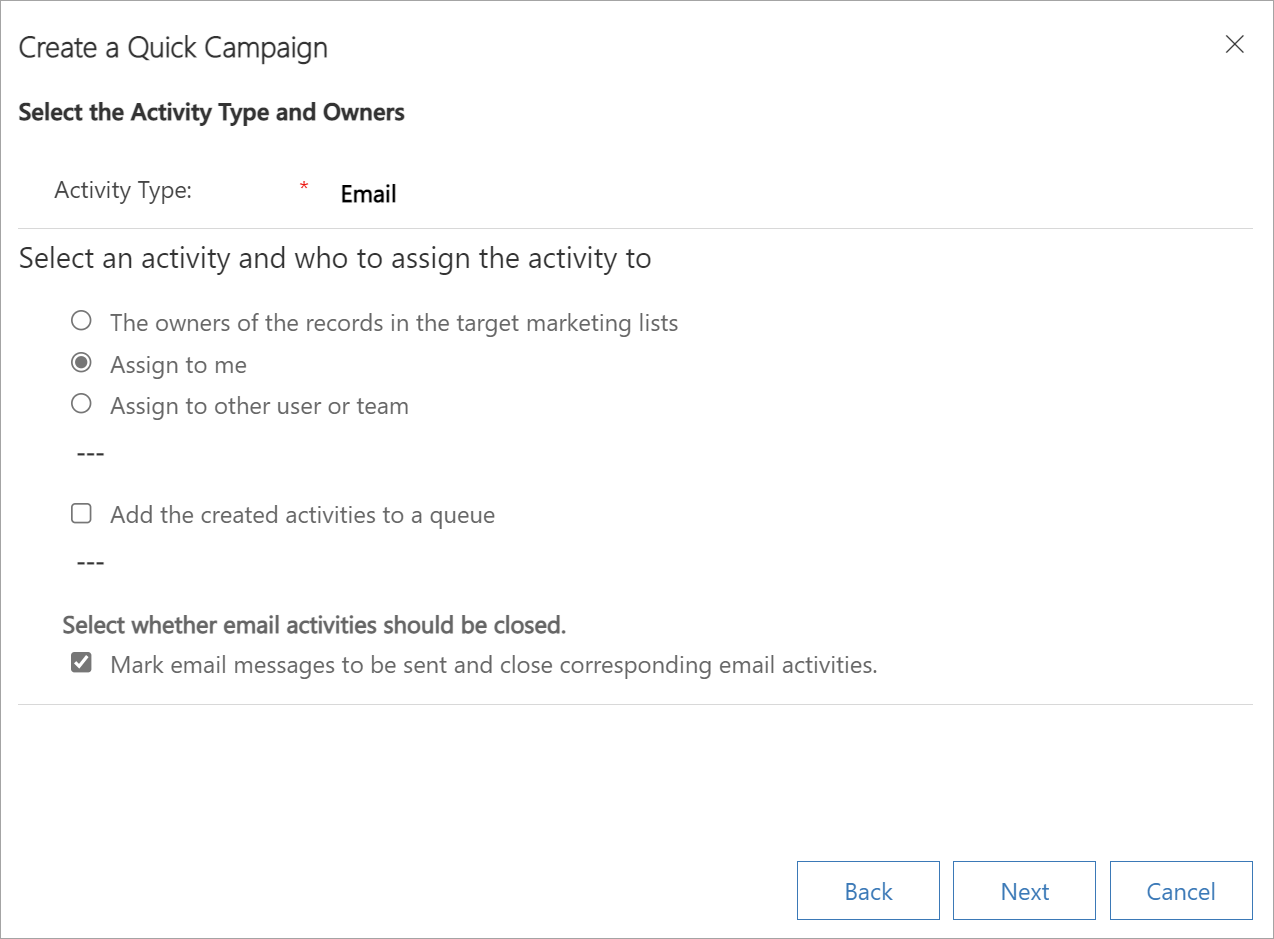 Create a Quick Campaign
Select the Activity Type and Owners
Activity Type: * Email
Select an activity and who to assign the activity to
The owners of the records in the target marketing lists
Assign to me
Assign to other user or team
---
Add the created activities to a queue
---
Select whether email activities should be closed.
Mark email messages to be sent and close corresponding email activities.
Back Next Cancel